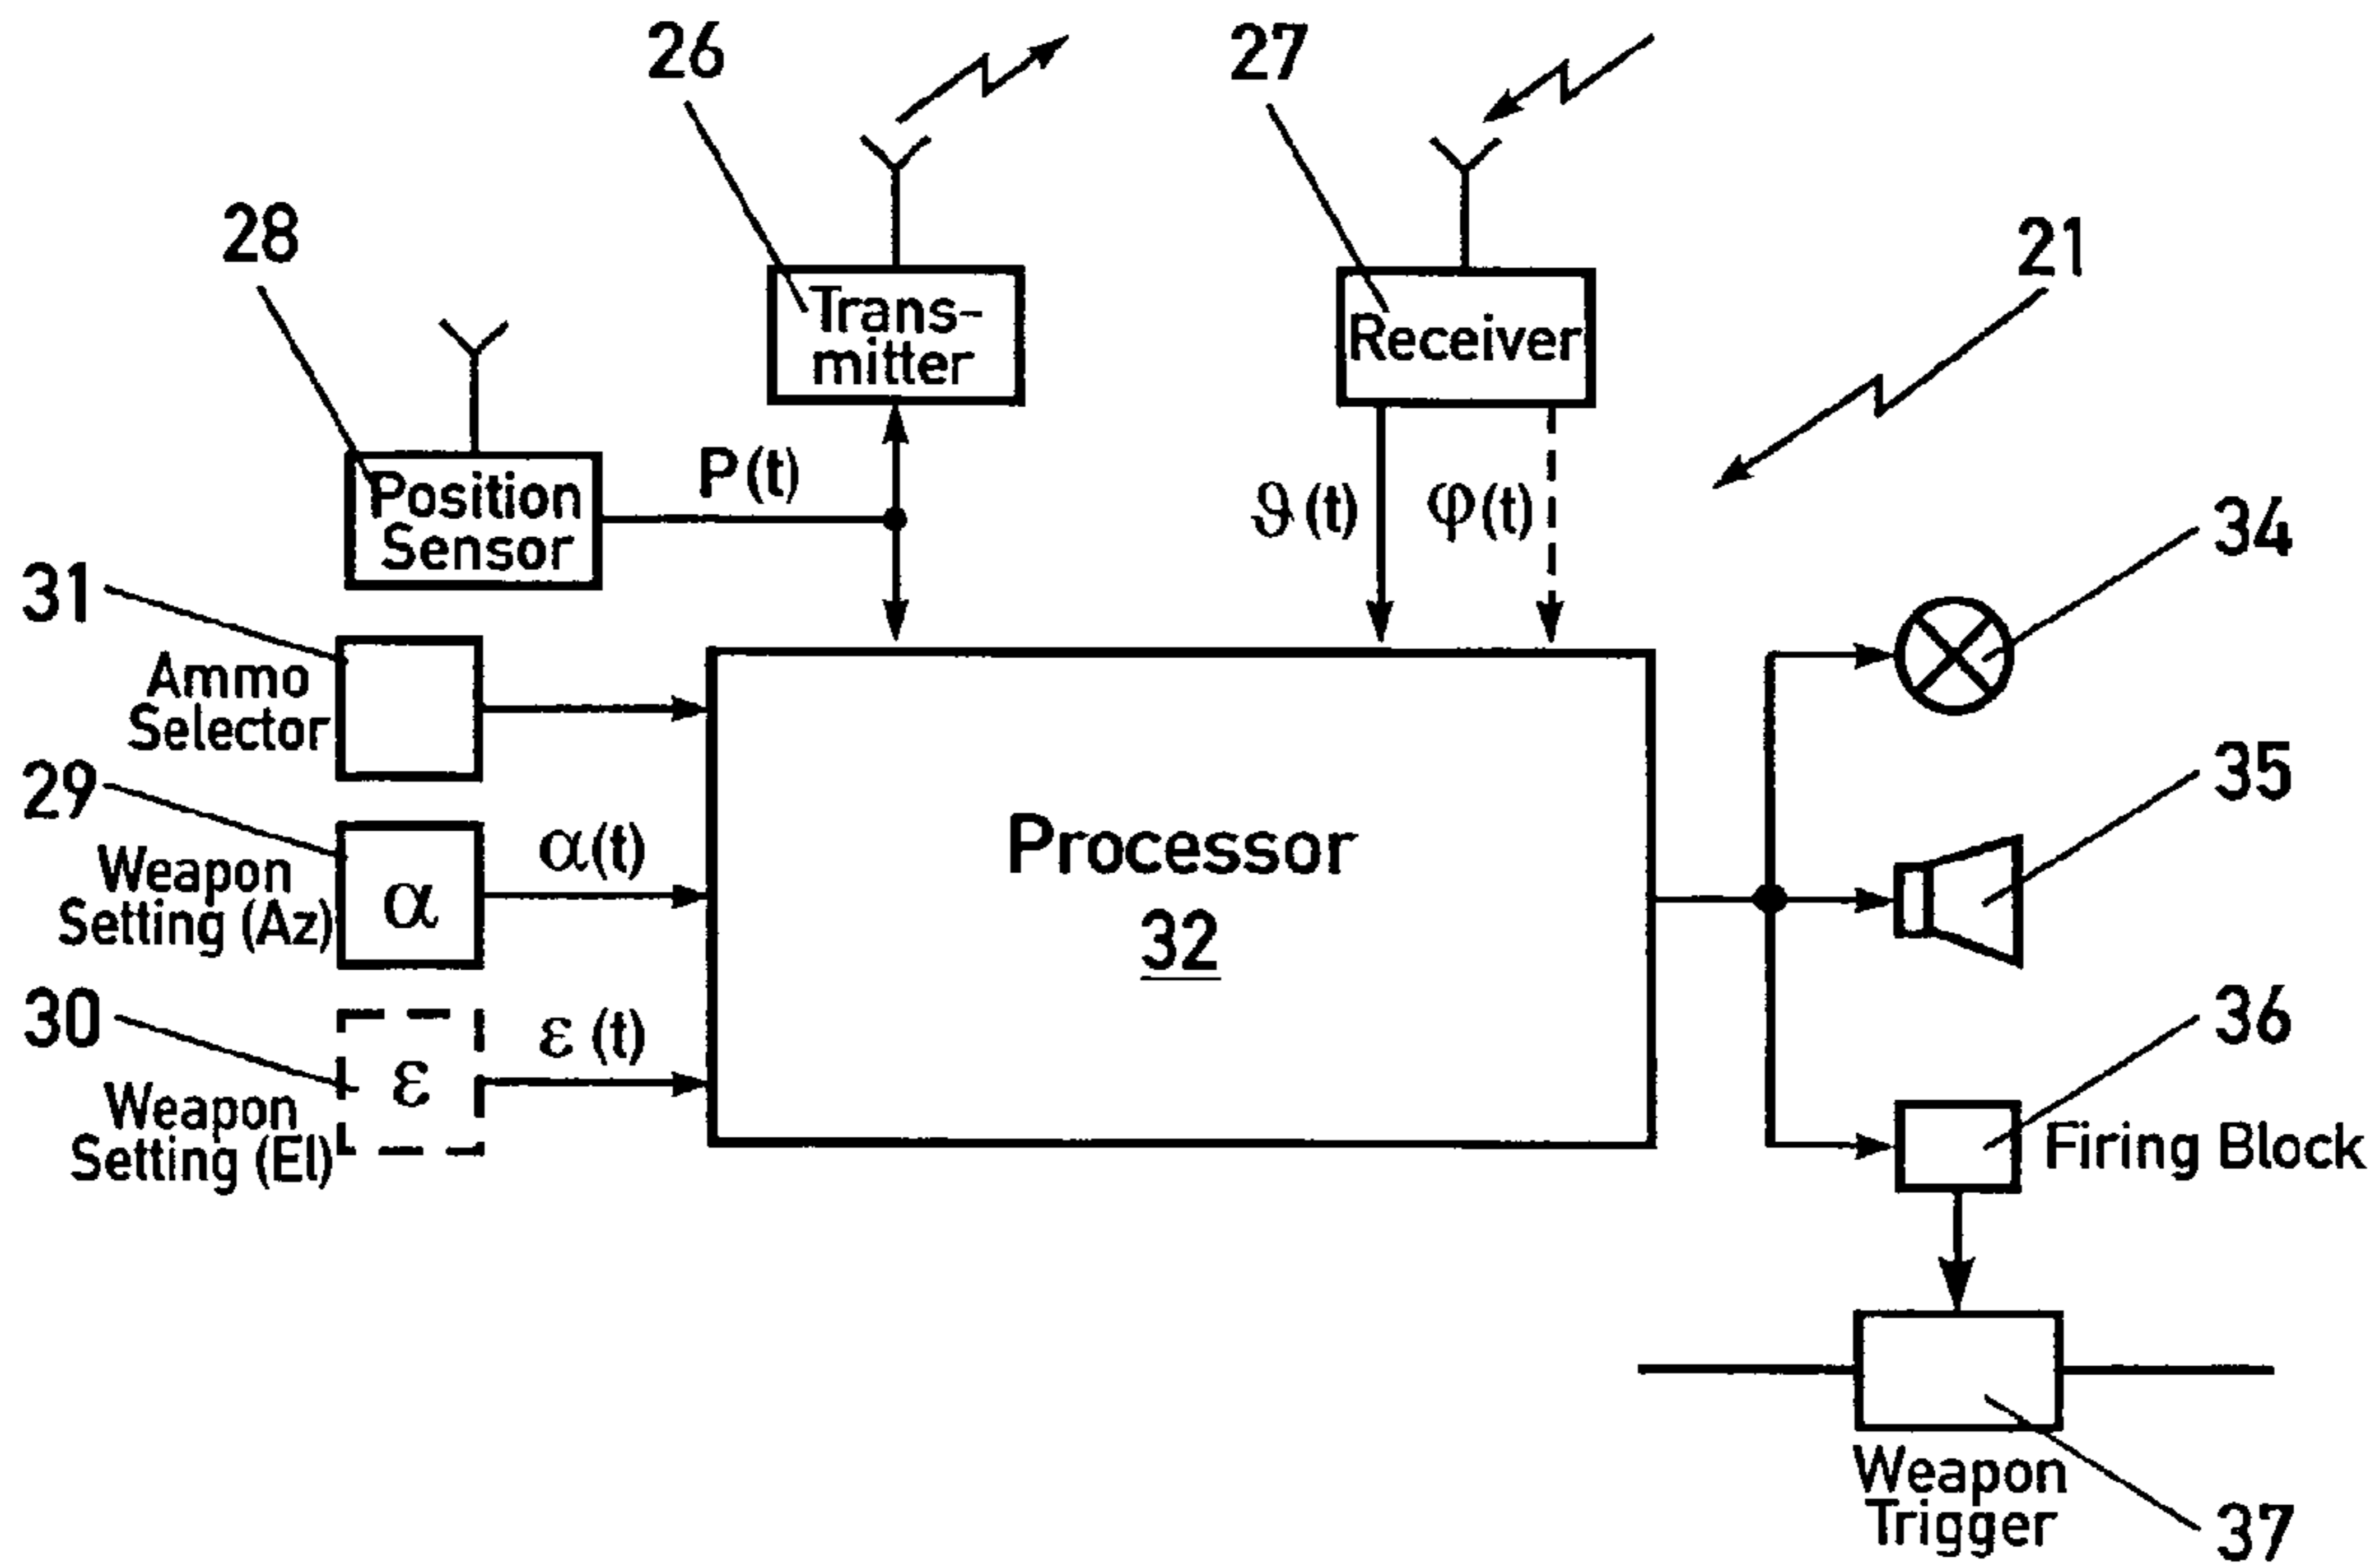 26
27
28
21
Trans-
mitter
Receiver
P(t)
Position
Sensor
ϑ(t)
φ(t)
34
31
Ammo
Selector
35
29
Weapon
Setting (Az)
α
α(t)
Processor
32
30
Weapon
Setting (El)
ε
ε(t)
36
Firing Block
Weapon
Trigger
37